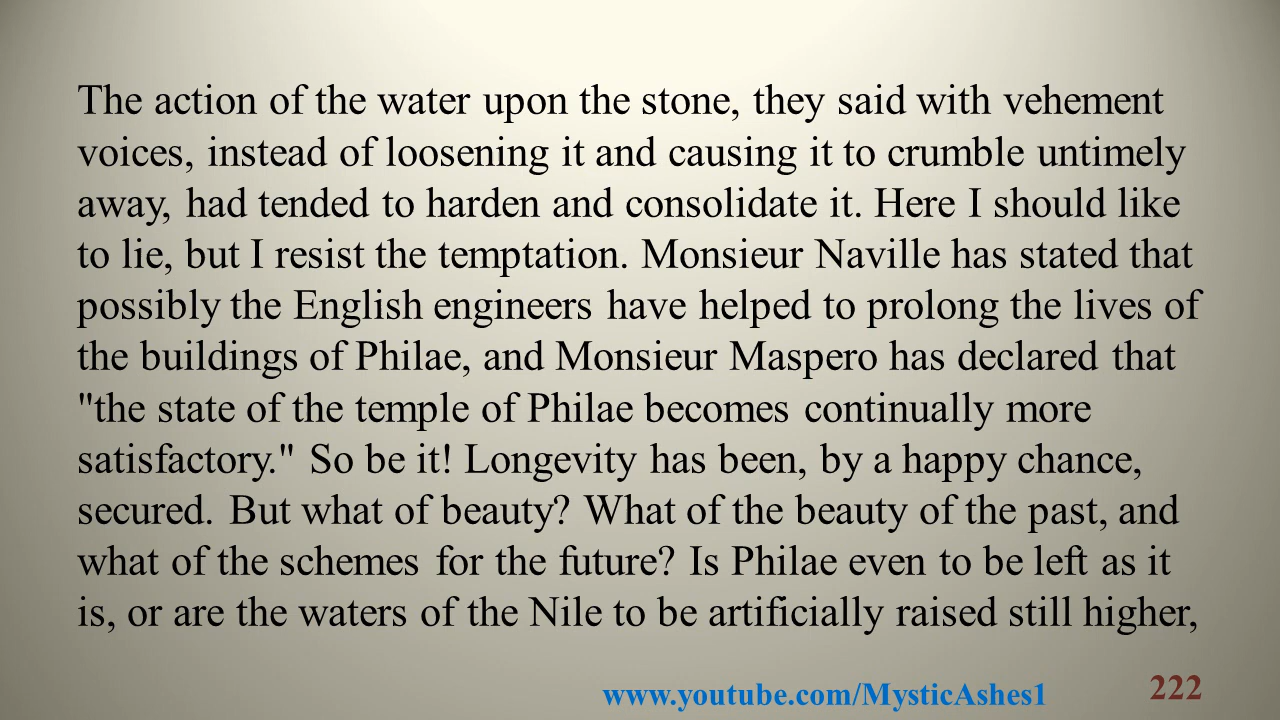 The action of the water upon the stone, they said with vehement
voices, instead of loosening it and causing it to crumble untimely
away, had tended to harden and consolidate it. Here I should like
to lie, but I resist the temptation. Monsieur Naville has stated that
possibly the English engineers have helped to prolong the lives of
the buildings of Philae, and Monsieur Maspero has declared that
"the state of the temple of Philae becomes continually more
satisfactory." So be it! Longevity has been, by a happy chance,
secured. But what of beauty? What of the beauty of the past, and
what of the schemes for the future? Is Philae even to be left as it
is, or are the waters of the Nile to be artificially raised still higher,
www.youtube.com/MysticAshes1
222